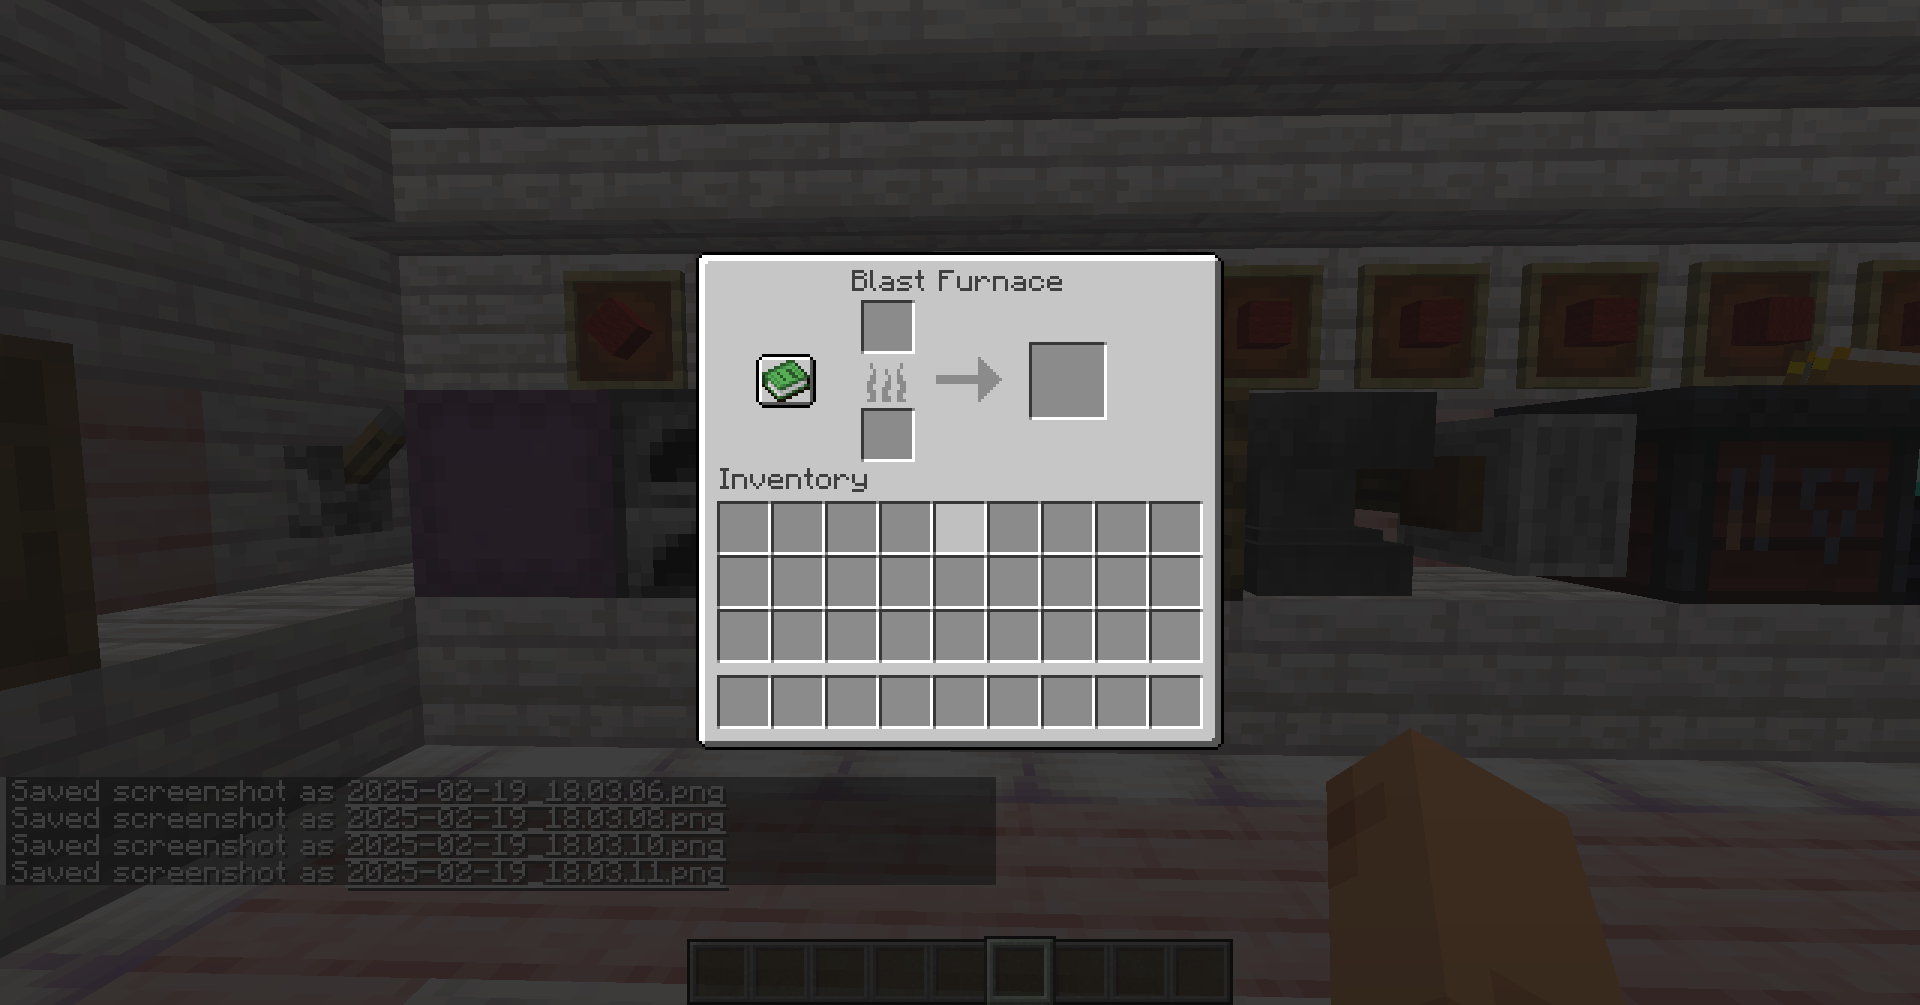 Blast Furnace
Inventory
Saved screenshot as 2025-02-19_18.03.06.png
Saved screenshot as 2025-02-19_18.03.08.png
Saved screenshot as 2025-02-19_18.03.10.png
Saved screenshot as 2025-02-19_18.03.11.png